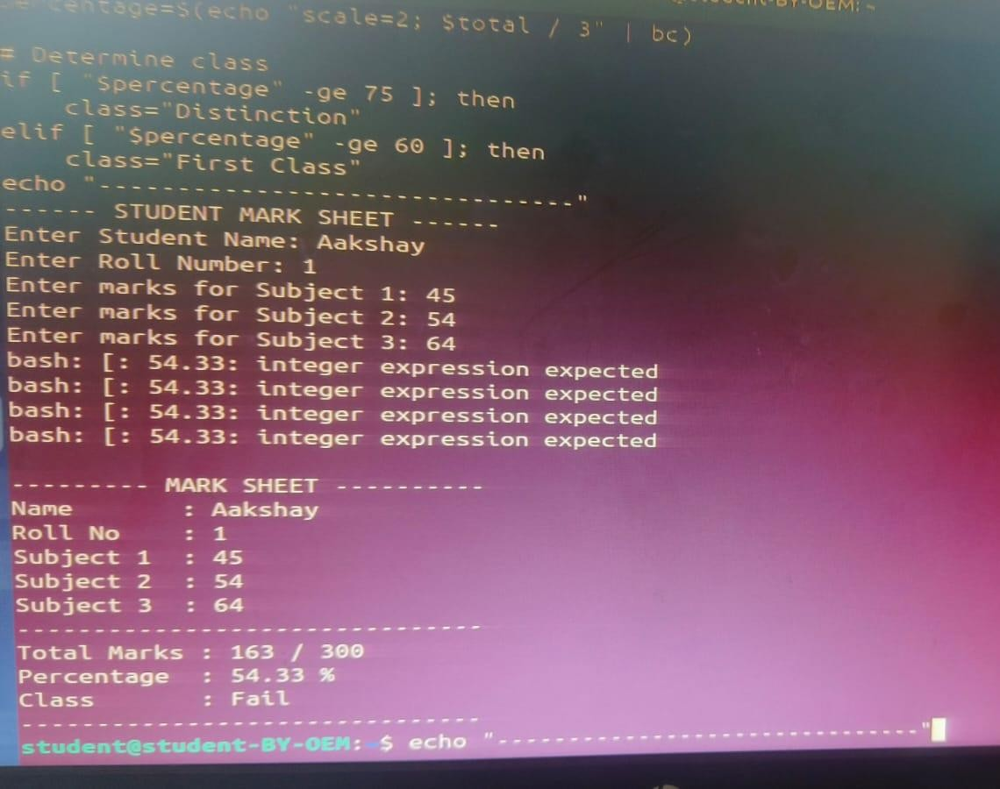 percentage=$(echo "scale=2; $total / 3" | bc)
# Determine class
if [ "$percentage" -ge 75 ]; then
    class="Distinction"
elif [ "$percentage" -ge 60 ]; then
    class="First Class"
echo "-------------------------------"
------ STUDENT MARK SHEET ------
Enter Student Name: Aakshay
Enter Roll Number: 1
Enter marks for Subject 1: 45
Enter marks for Subject 2: 54
Enter marks for Subject 3: 64
bash: [: 54.33: integer expression expected
bash: [: 54.33: integer expression expected
bash: [: 54.33: integer expression expected
bash: [: 54.33: integer expression expected
--------- MARK SHEET ----------
Name       : Aakshay
Roll No    : 1
Subject 1  : 45
Subject 2  : 54
Subject 3  : 64
-------------------------------
Total Marks : 163 / 300
Percentage  : 54.33 %
Class       : Fail
-------------------------------
student@student-BY-OEM:~$ echo "-------------------------------"